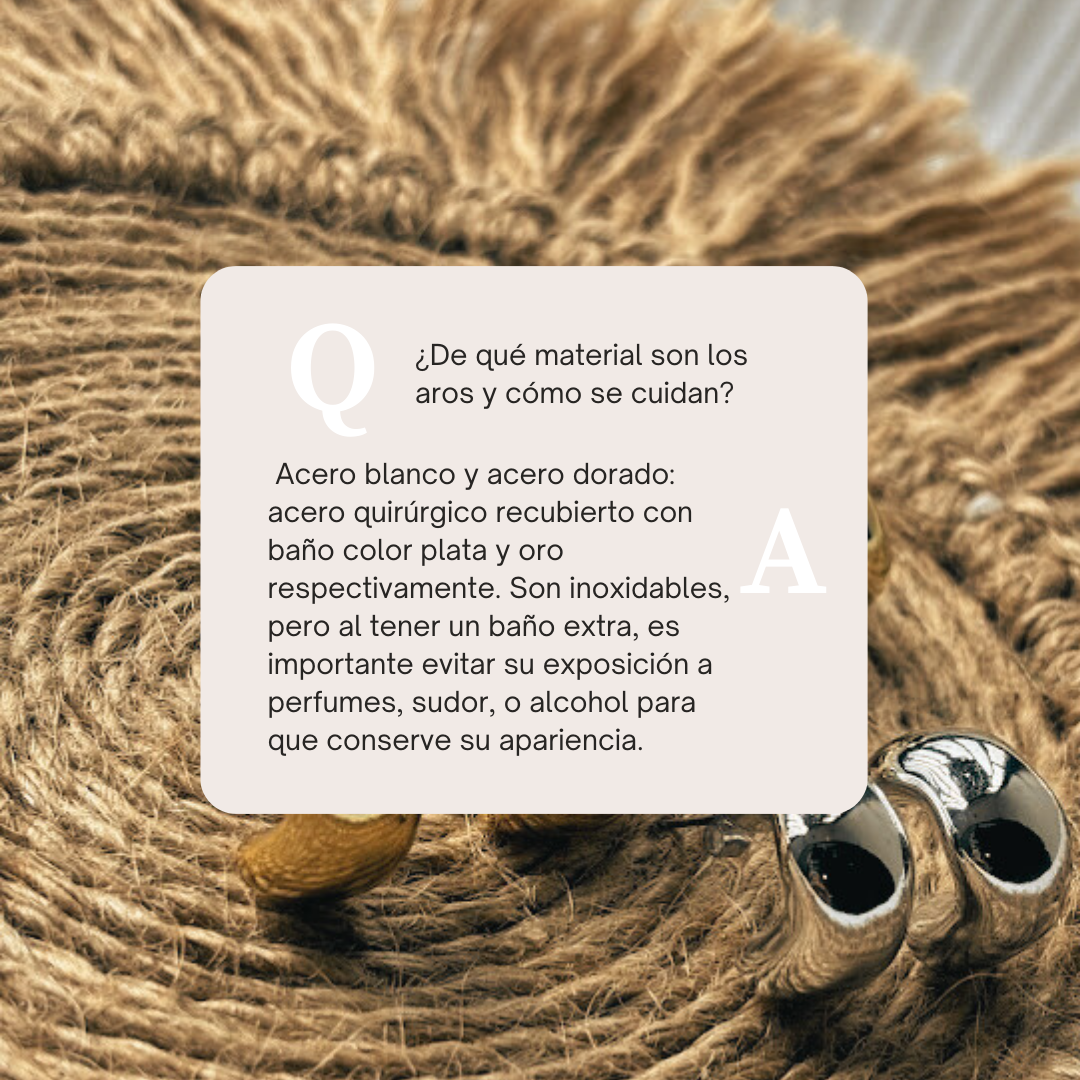 Q
¿De qué material son los
aros y cómo se cuidan?
Acero blanco y acero dorado:
acero quirúrgico recubierto con
baño color plata y oro
respectivamente. Son inoxidables,
pero al tener un baño extra, es
importante evitar su exposición a
perfumes, sudor, o alcohol para
que conserve su apariencia.
A